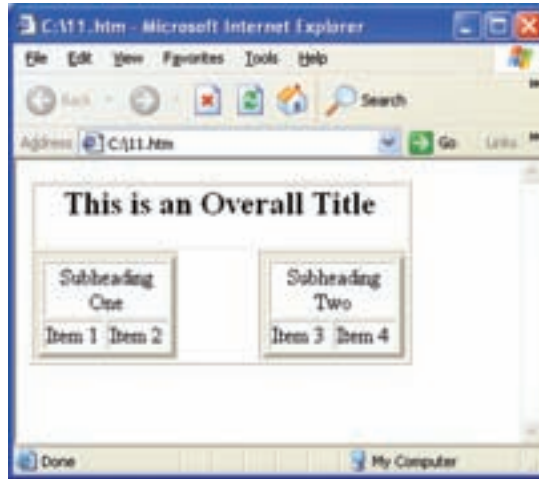 C:\11.htm - Microsoft Internet Explorer
File Edit View Favorites Tools Help
Back Search
Address C:\11.htm Go Links
This is an Overall Title
Subheading One
Subheading Two
Item 1 Item 2 Item 3 Item 4
Done My Computer